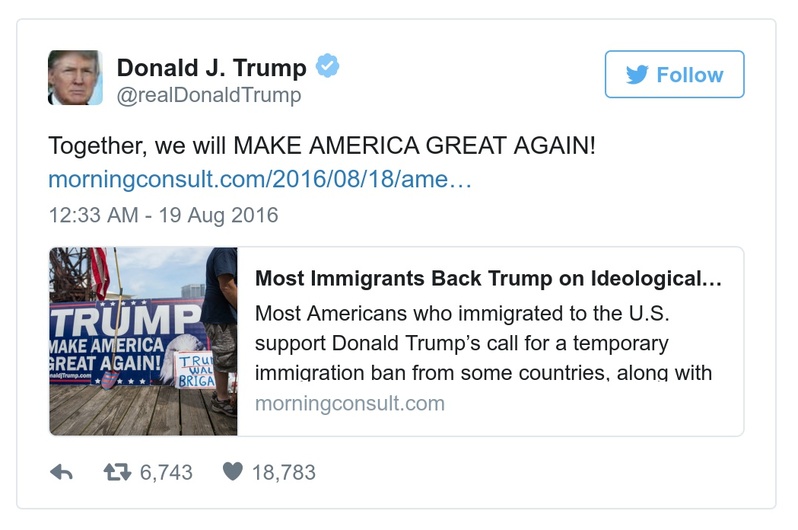 Donald J. Trump
@realDonaldTrump
Follow
Together, we will MAKE AMERICA GREAT AGAIN!
morningconsult.com/2016/08/18/ame…
12:33 AM - 19 Aug 2016
TRUMP
MAKE AMERICA
GREAT AGAIN!
TRU
WAL
BRIGA
Most Immigrants Back Trump on Ideological…
Most Americans who immigrated to the U.S.
support Donald Trump’s call for a temporary
immigration ban from some countries, along with
morningconsult.com
6,743
18,783